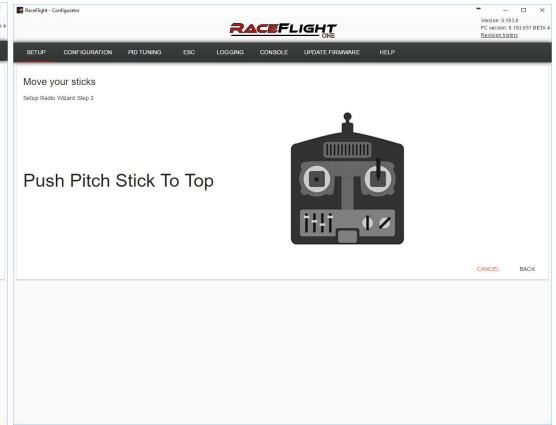 RaceFlight - Configurator
RACEFLIGHT
ONE
Version: 0.193.0
FC version: 0.193.057 BETA 4
Revision history
SETUP CONFIGURATION PID TUNING ESC LOGGING CONSOLE UPDATE FIRMWARE HELP
Move your sticks
Setup Radio Wizard Step 2
Push Pitch Stick To Top
CANCEL BACK